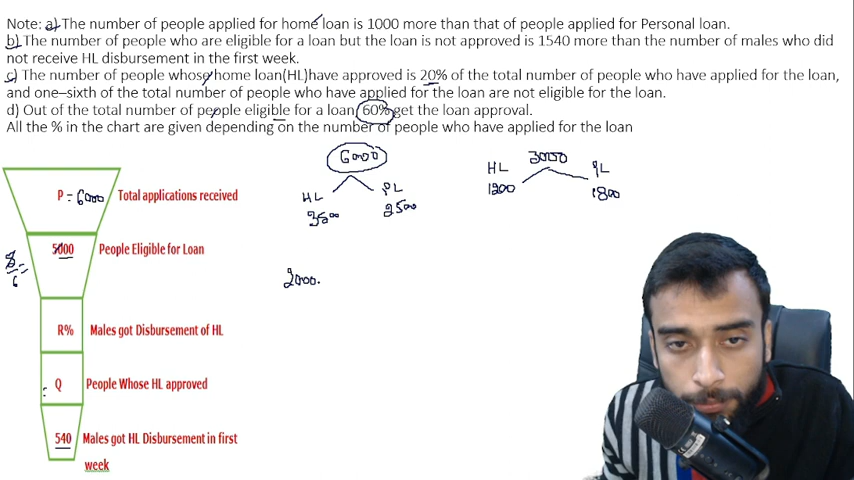 Note: a) The number of people applied for home loan is 1000 more than that of people applied for Personal loan.
b) The number of people who are eligible for a loan but the loan is not approved is 1540 more than the number of males who did
not receive HL disbursement in the first week.
c) The number of people whose home loan(HL)have approved is 20% of the total number of people who have applied for the loan,
and one–sixth of the total number of people who have applied for the loan are not eligible for the loan.
d) Out of the total number of people eligible for a loan 60% get the loan approval.
All the % in the chart are given depending on the number of people who have applied for the loan
6000
HL PL
3500 2500
3000
HL PL
1200 1800
P = 6000 Total applications received
5000 People Eligible for Loan
2000.
R% Males got Disbursement of HL
Q People Whose HL approved
540 Males got HL Disbursement in first
week